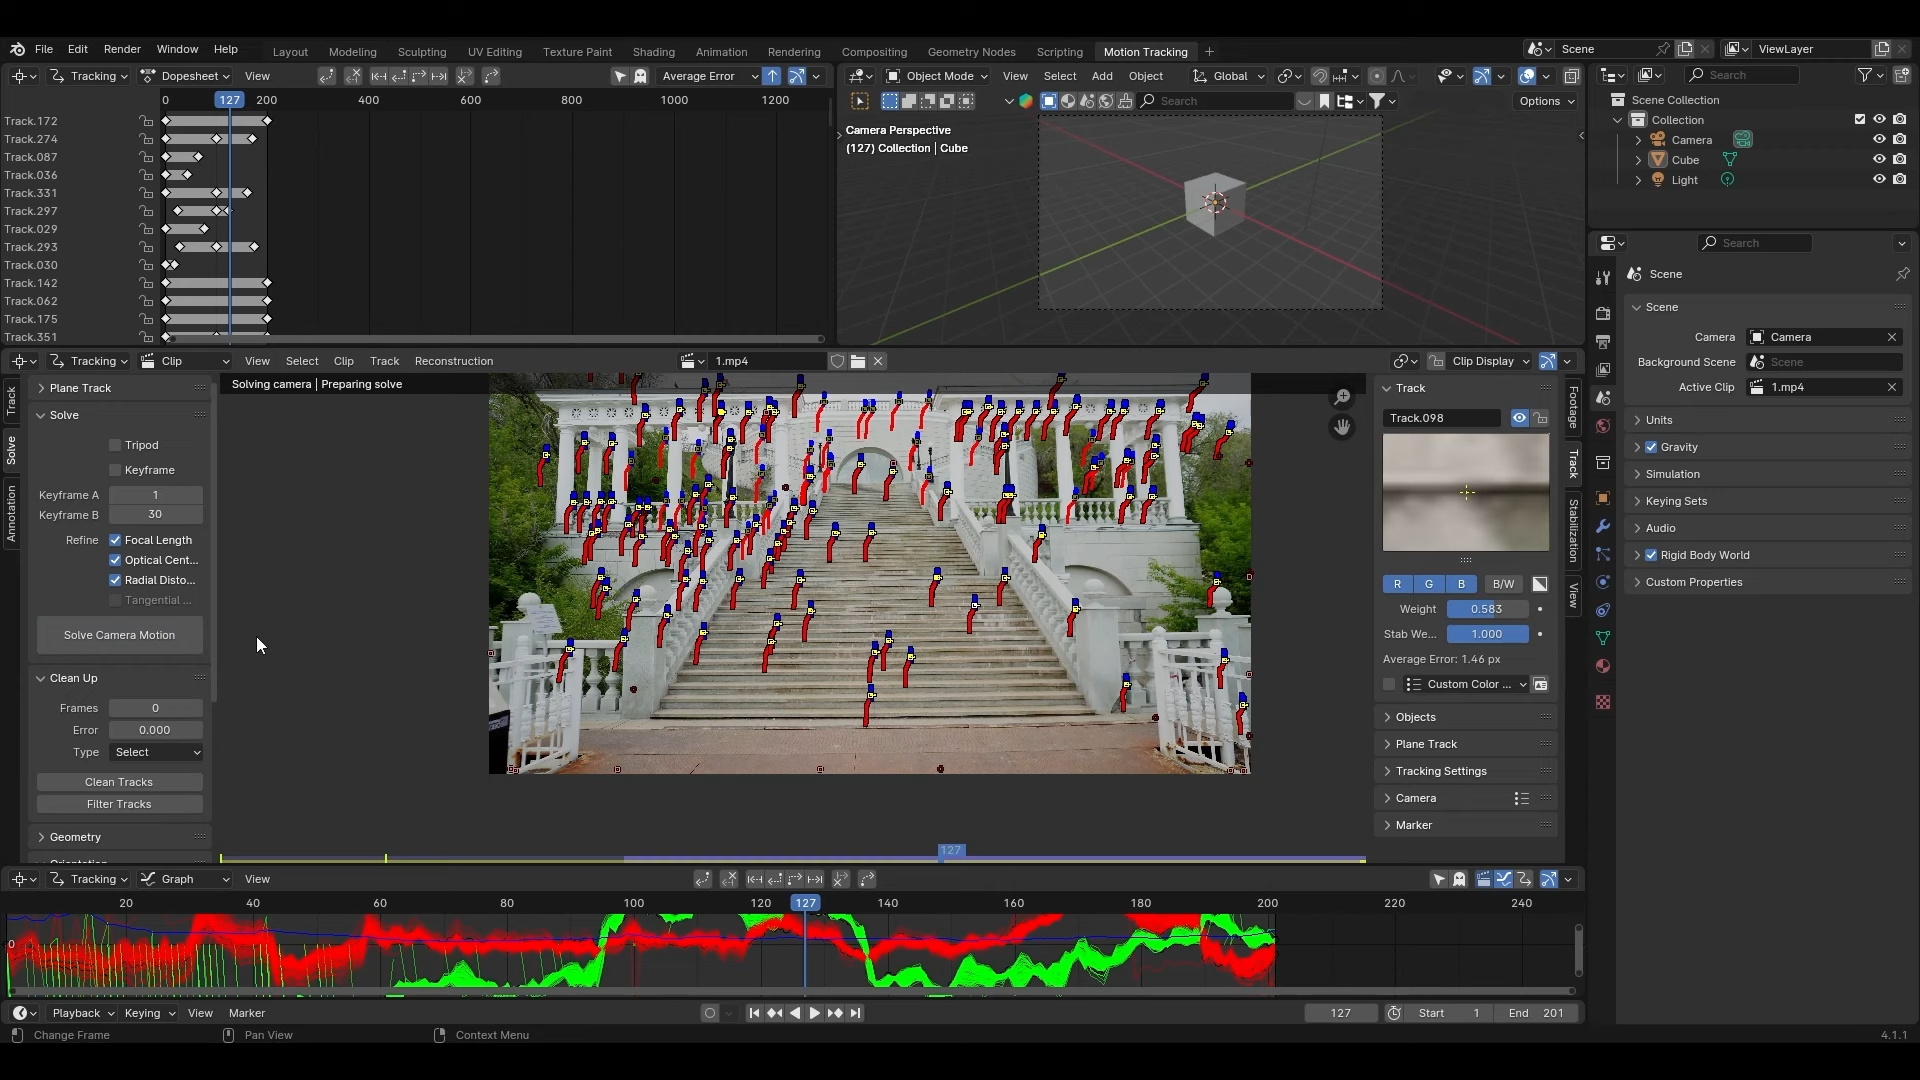 File Edit Render Window Help Layout Modeling Sculpting UV Editing Texture Paint Shading Animation Rendering Compositing Geometry Nodes Scripting Motion Tracking + Scene ViewLayer
Tracking Dopesheet View Average Error Object Mode View Select Add Object Global Search
0 127 200 400 600 800 1000 1200 Search Options
Scene Collection
Track.172 Camera Perspective Collection
Track.274 (127) Collection | Cube Camera
Track.087 Cube
Track.036 Light
Track.331
Track.297
Track.029
Track.293 Search
Track.030
Track.142 Scene
Track.062 Scene
Track.175
Track.351 Camera Camera
Tracking Clip View Select Clip Track Reconstruction 1.mp4 Clip Display Background Scene Scene
Plane Track Solving camera | Preparing solve Track Active Clip 1.mp4
Solve Track.098 Units
Tripod Gravity
Keyframe Simulation
Keyframe A 1 Keying Sets
Keyframe B 30 Audio
Refine Focal Length Rigid Body World
Optical Cent... Custom Properties
Radial Disto... R G B B/W
Tangential ... Weight 0.583
Solve Camera Motion Stab We... 1.000
Average Error: 1.46 px
Clean Up Custom Color ...
Frames 0 Objects
Error 0.000 Plane Track
Type Select Tracking Settings
Clean Tracks Camera
Filter Tracks Marker
Geometry
Track Solve Annotation
Footage Track Stabilization View
127
Tracking Graph View
20 40 60 80 100 120 127 140 160 180 200 220 240
0
Playback Keying View Marker 127 Start 1 End 201
Change Frame Pan View Context Menu 4.1.1